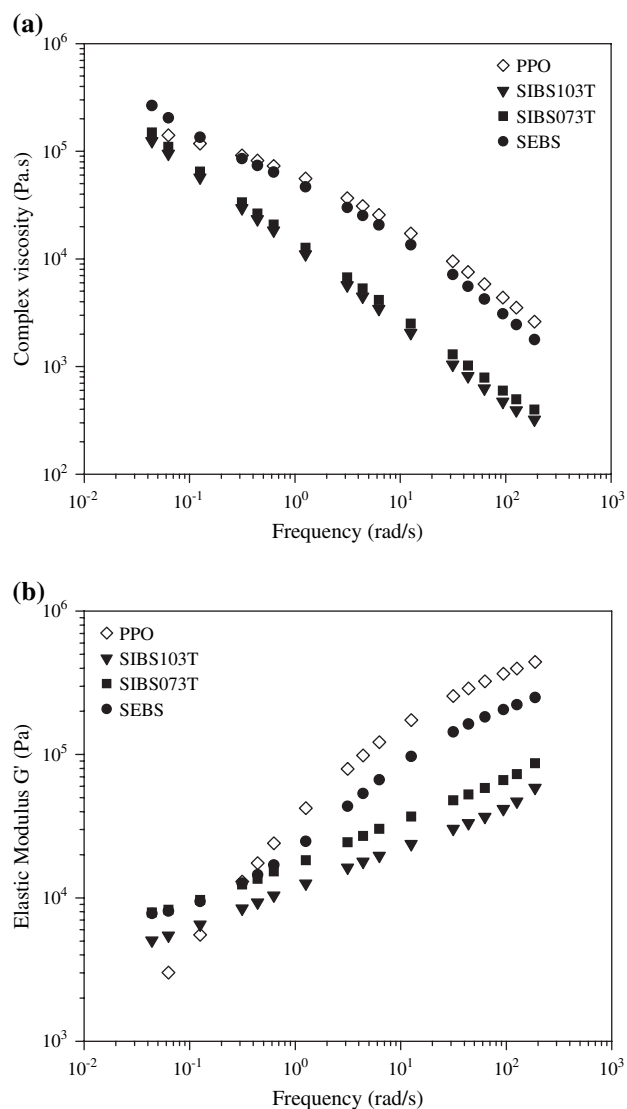 (a)
10^6
10^5
10^4
10^3
10^2
Complex viscosity (Pa.s)
PPO
SIBS103T
SIBS073T
SEBS
10^-2 10^-1 10^0 10^1 10^2 10^3
Frequency (rad/s)
(b)
10^6
10^5
10^4
10^3
Elastic Modulus G' (Pa)
PPO
SIBS103T
SIBS073T
SEBS
10^-2 10^-1 10^0 10^1 10^2 10^3
Frequency (rad/s)